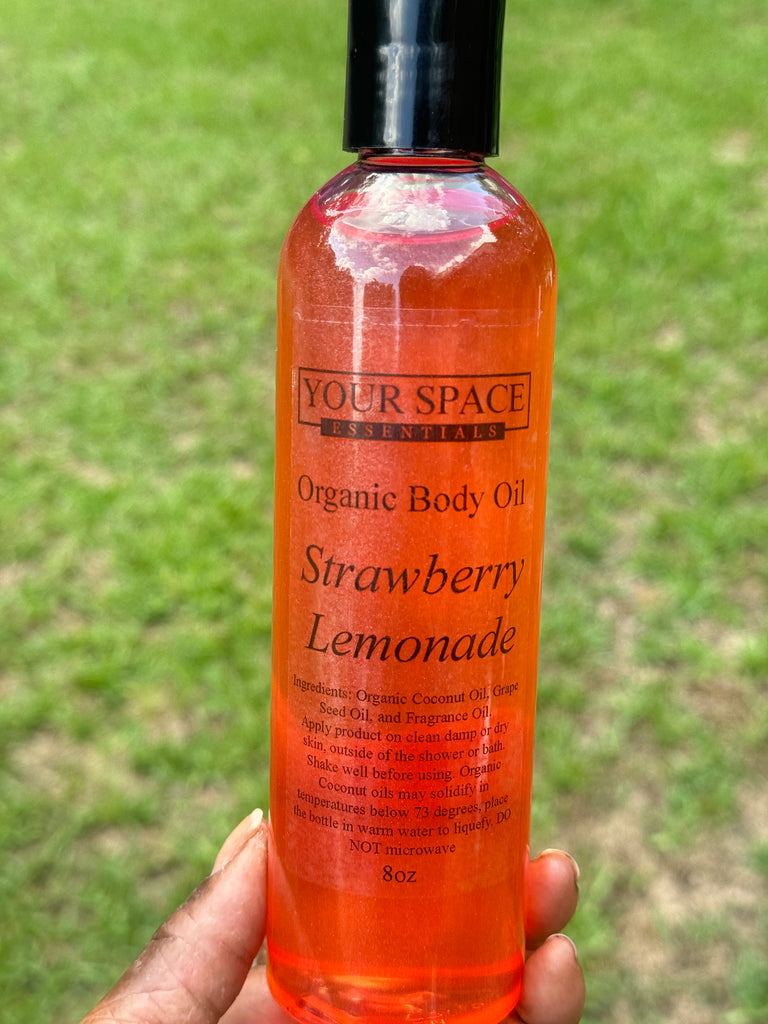 YOUR SPACE
ESSENTIALS
Organic Body Oil
Strawberry
Lemonade
Ingredients: Organic Coconut Oil, Grape
Seed Oil, and Fragrance Oil.
Apply product on clean damp or dry
skin, outside of the shower or bath.
Shake well before using. Organic
Coconut oils may solidify in
temperatures below 73 degrees, place
the bottle in warm water to liquefy. DO
NOT microwave
8oz